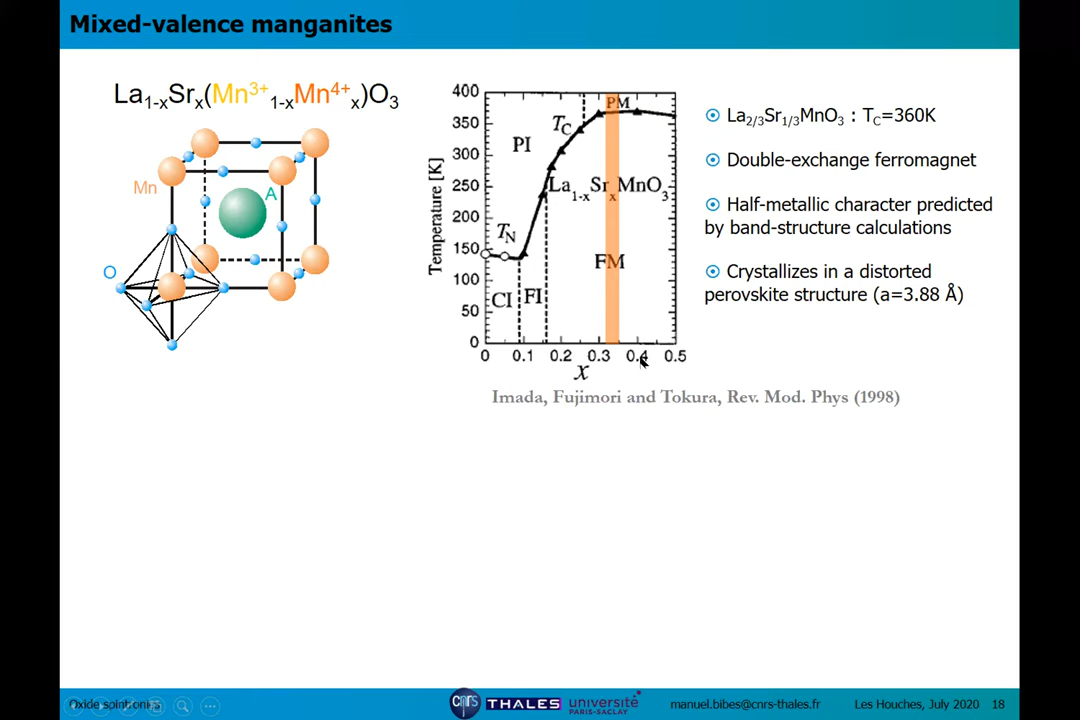 Mixed-valence manganites
La1-xSrx(Mn3+1-xMn4+x)O3
Mn
A
O
Temperature [K]
400
350
300
250
200
150
100
50
0
PM
TC
PI
La1-xSrxMnO3
TN
FM
CI
FI
0 0.1 0.2 0.3 0.4 0.5
x
La2/3Sr1/3MnO3 : TC=360K
Double-exchange ferromagnet
Half-metallic character predicted
by band-structure calculations
Crystallizes in a distorted
perovskite structure (a=3.88 Å)
Imada, Fujimori and Tokura, Rev. Mod. Phys (1998)
Oxide spintronics
cnrs
THALES
université
PARIS-SACLAY
manuel.bibes@cnrs-thales.fr
Les Houches, July 2020
18